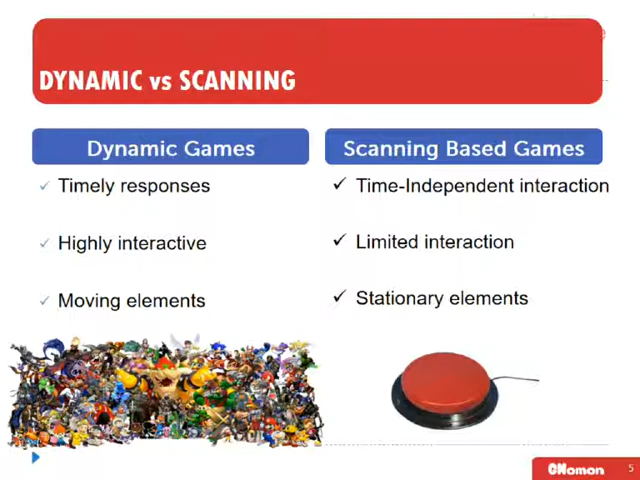 DYNAMIC vs SCANNING
Dynamic Games
Timely responses
Highly interactive
Moving elements
Scanning Based Games
Time-Independent interaction
Limited interaction
Stationary elements
GNomon
5